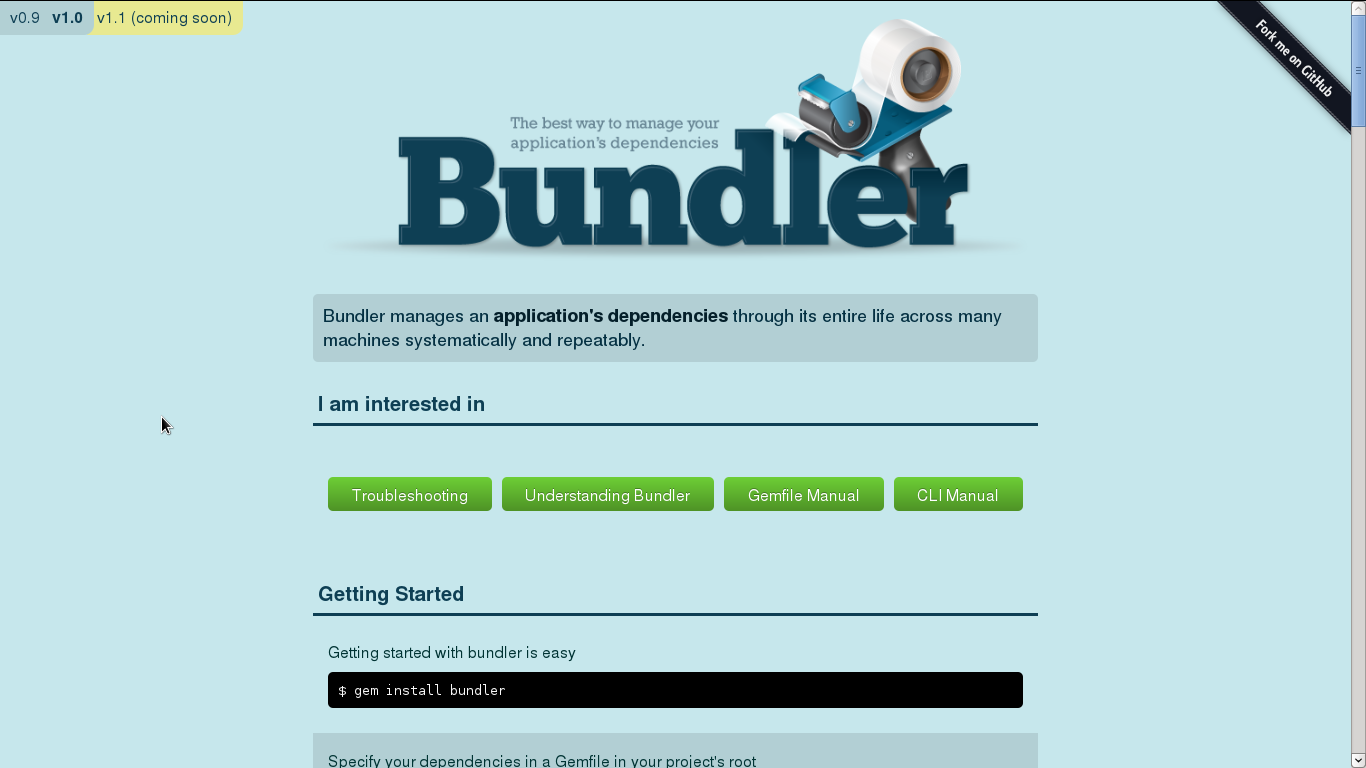 v0.9 v1.0 v1.1 (coming soon)
Fork me on GitHub
The best way to manage your
application's dependencies
Bundler
Bundler manages an application's dependencies through its entire life across many
machines systematically and repeatably.
I am interested in
Troubleshooting Understanding Bundler Gemfile Manual CLI Manual
Getting Started
Getting started with bundler is easy
$ gem install bundler
Specify your dependencies in a Gemfile in your project's root